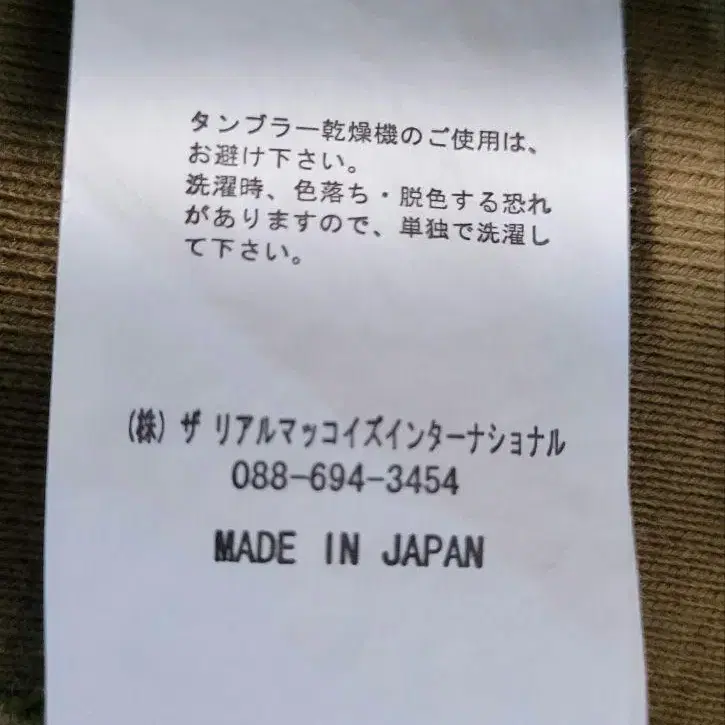 タンブラー乾燥機のご使用は、
お避け下さい。
洗濯時、色落ち・脱色する恐れ
がありますので、単独で洗濯し
て下さい。
(株) ザ リアルマッコイズインターナショナル
088-694-3454
MADE IN JAPAN